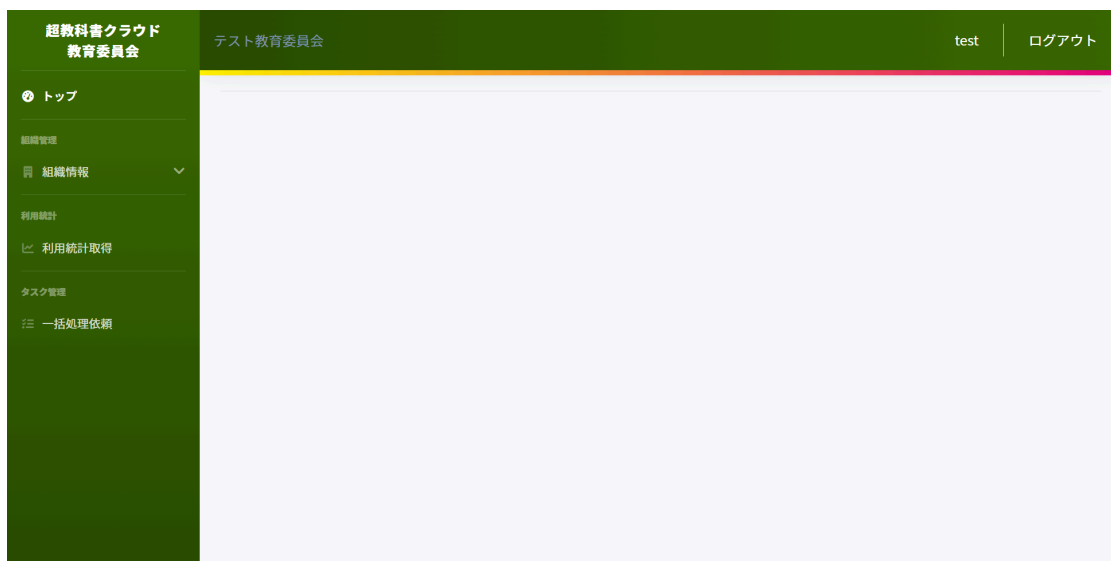 超教科書クラウド
教育委員会
テスト教育委員会
test
ログアウト
トップ
組織管理
組織情報
利用統計
利用統計取得
タスク管理
一括処理依頼